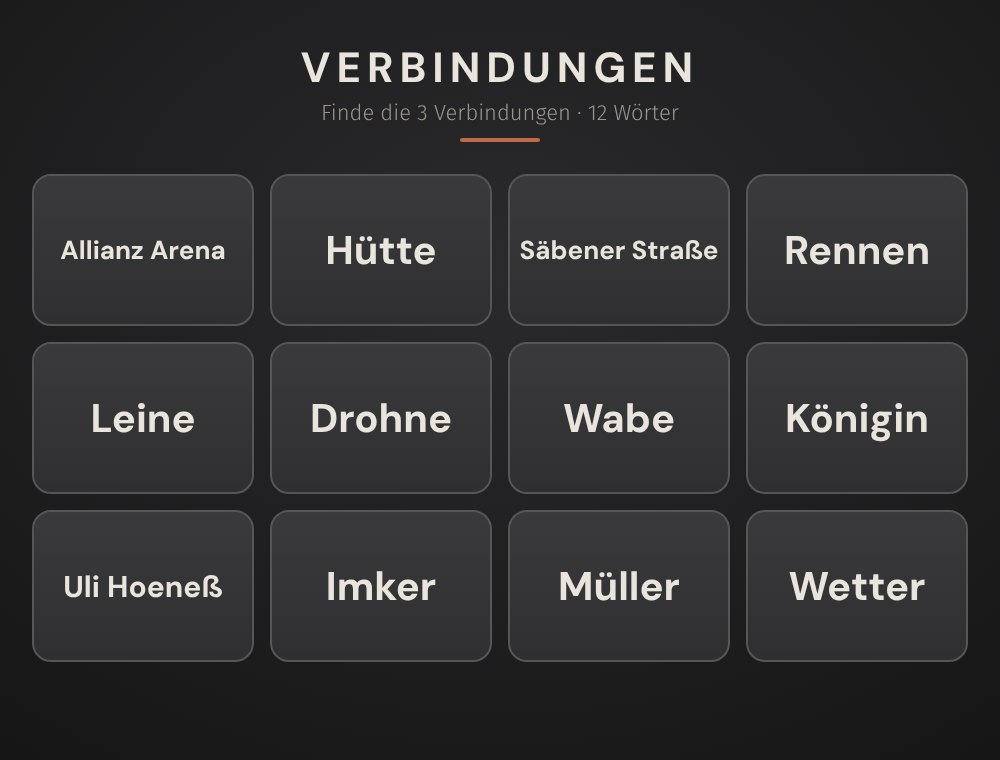 VERBINDUNGEN
Finde die 3 Verbindungen · 12 Wörter
Allianz Arena
Hütte
Säbener Straße
Rennen
Leine
Drohne
Wabe
Königin
Uli Hoeneß
Imker
Müller
Wetter